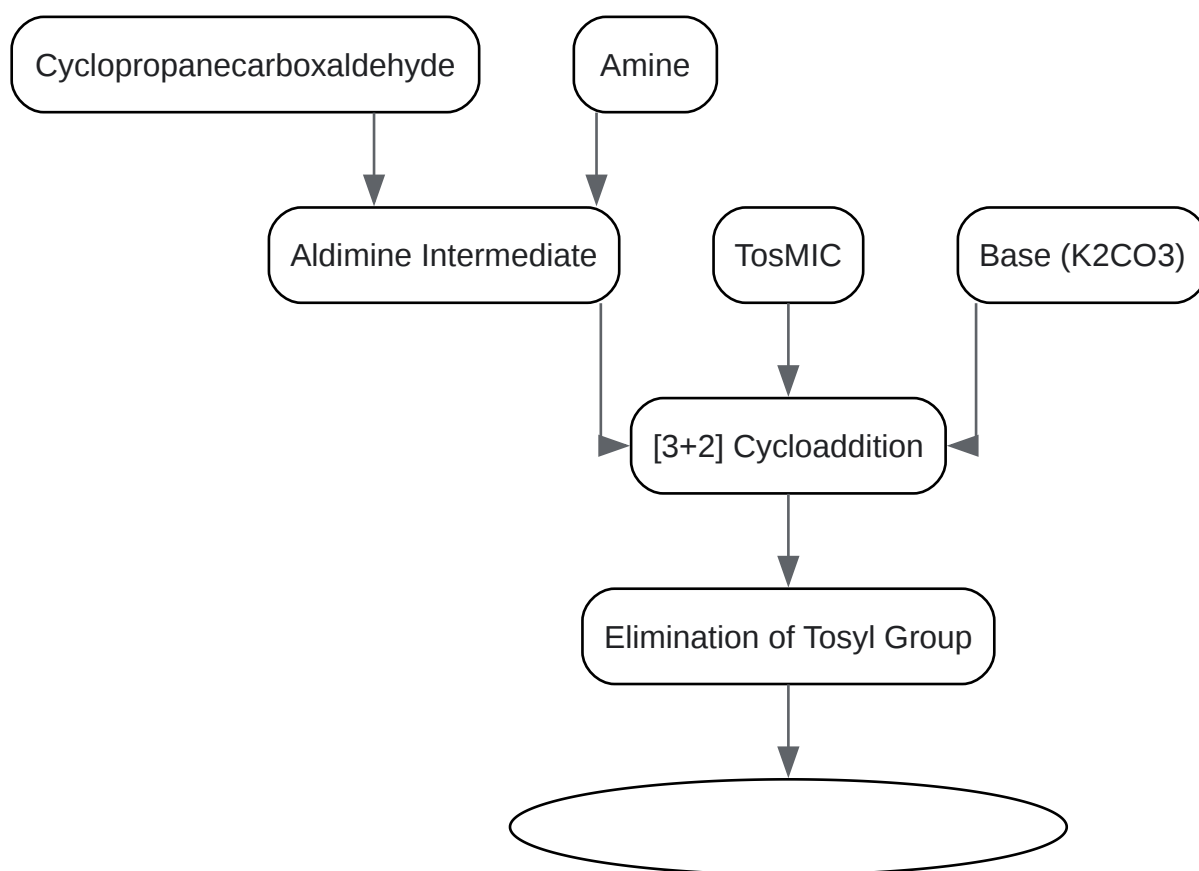 Cyclopropanecarboxaldehyde
Amine
Aldimine Intermediate
TosMIC
Base (K2CO3)
[3+2] Cycloaddition
Elimination of Tosyl Group